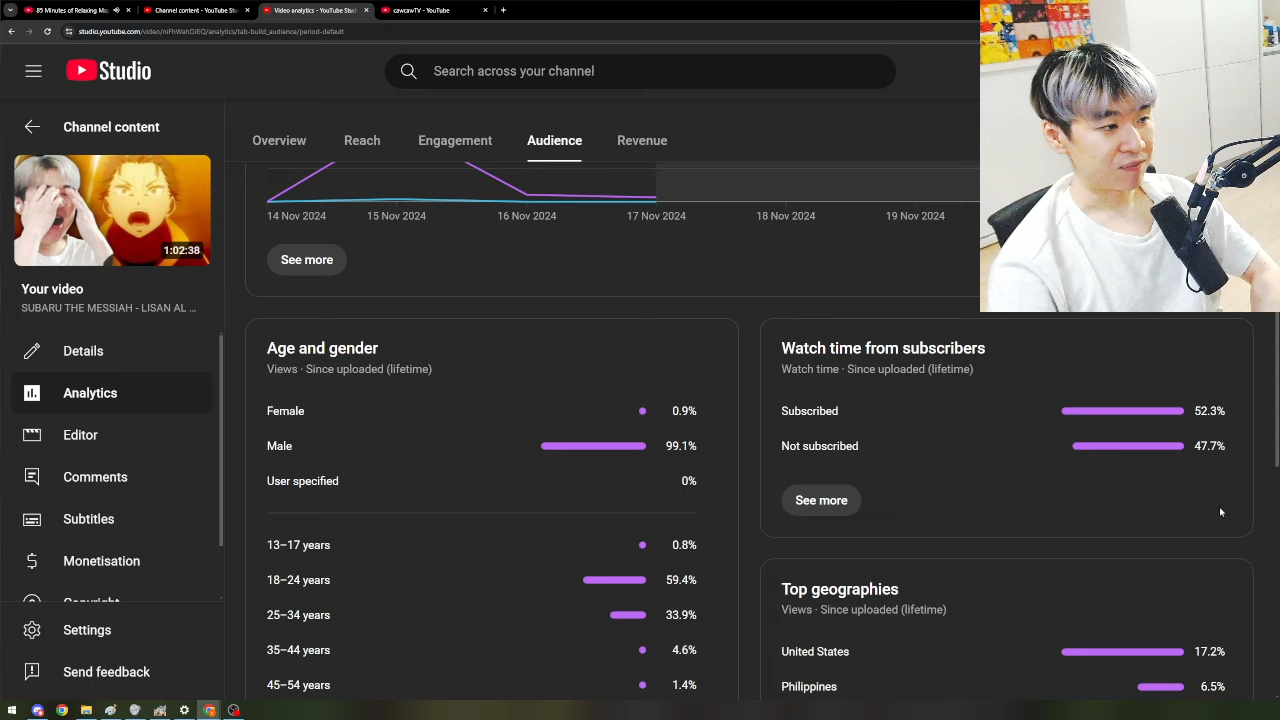 85 Minutes of Relaxing Mag
Channel content - YouTube Stu
Video analytics - YouTube Stud
cawcawTV - YouTube
studio.youtube.com/video/niFhWahDJEQ/analytics/tab-build_audience/period-default
Studio
Search across your channel
Channel content
1:02:38
Your video
SUBARU THE MESSIAH - LISAN AL ...
Details
Analytics
Editor
Comments
Subtitles
Monetisation
Copyright
Settings
Send feedback
Overview
Reach
Engagement
Audience
Revenue
14 Nov 2024
15 Nov 2024
16 Nov 2024
17 Nov 2024
18 Nov 2024
19 Nov 2024
See more
Age and gender
Views · Since uploaded (lifetime)
Female 0.9%
Male 99.1%
User specified 0%
13–17 years 0.8%
18–24 years 59.4%
25–34 years 33.9%
35–44 years 4.6%
45–54 years 1.4%
Watch time from subscribers
Watch time · Since uploaded (lifetime)
Subscribed 52.3%
Not subscribed 47.7%
See more
Top geographies
Views · Since uploaded (lifetime)
United States 17.2%
Philippines 6.5%